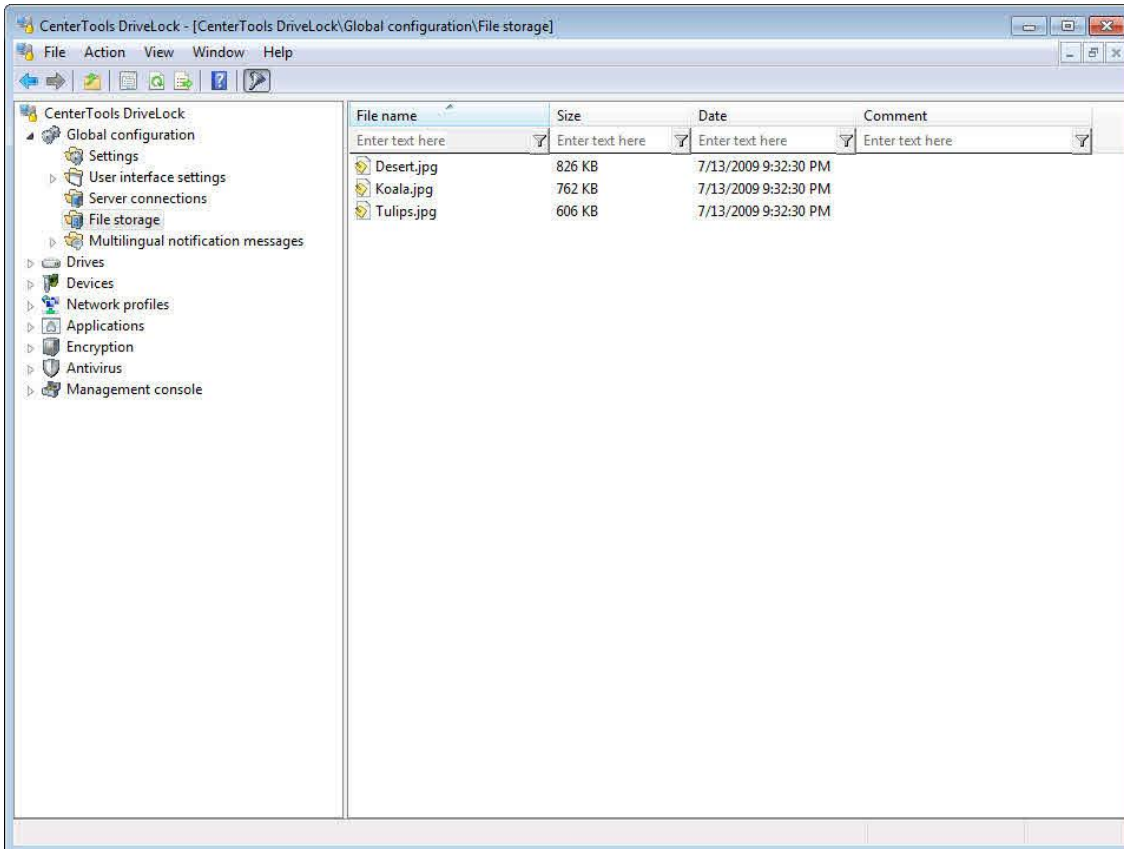 CenterTools DriveLock - [CenterTools DriveLock\Global configuration\File storage]
File Action View Window Help
CenterTools DriveLock
Global configuration
Settings
User interface settings
Server connections
File storage
Multilingual notification messages
Drives
Devices
Network profiles
Applications
Encryption
Antivirus
Management console
File name Size Date Comment
Enter text here Enter text here Enter text here Enter text here
Desert.jpg 826 KB 7/13/2009 9:32:30 PM
Koala.jpg 762 KB 7/13/2009 9:32:30 PM
Tulips.jpg 606 KB 7/13/2009 9:32:30 PM